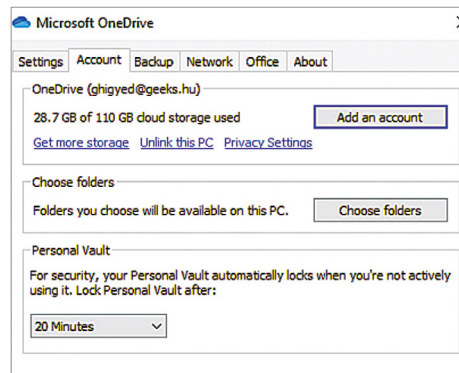 Microsoft OneDrive
Settings Account Backup Network Office About
OneDrive (ghigyed@geeks.hu)
28.7 GB of 110 GB cloud storage used
Add an account
Get more storage Unlink this PC Privacy Settings
Choose folders
Folders you choose will be available on this PC.
Choose folders
Personal Vault
For security, your Personal Vault automatically locks when you're not actively
using it. Lock Personal Vault after:
20 Minutes